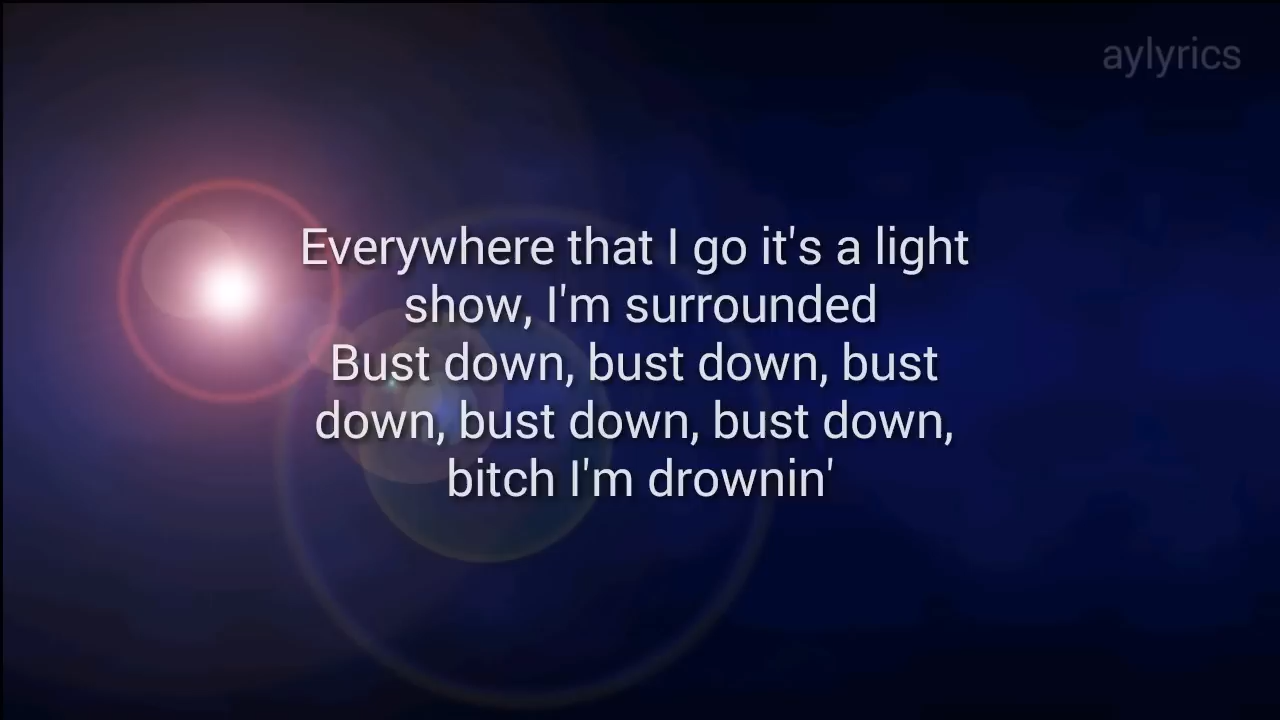 aylyrics
Everywhere that I go it's a light
show, I'm surrounded
Bust down, bust down, bust
down, bust down, bust down,
bitch I'm drownin'